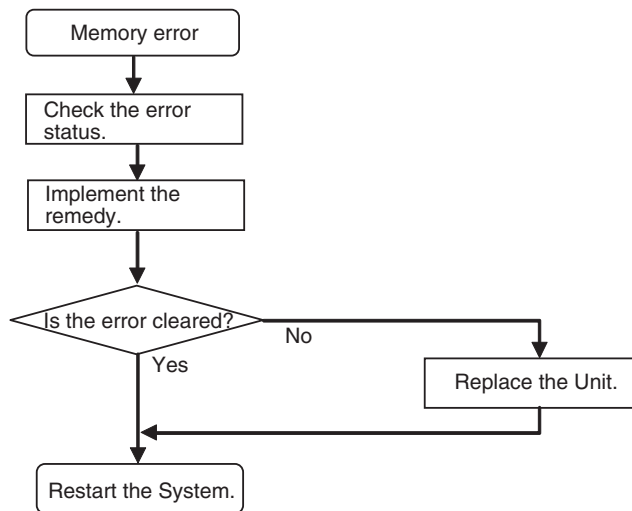 Memory error
Check the error
status.
Implement the
remedy.
Is the error cleared?
No
Yes
Replace the Unit.
Restart the System.